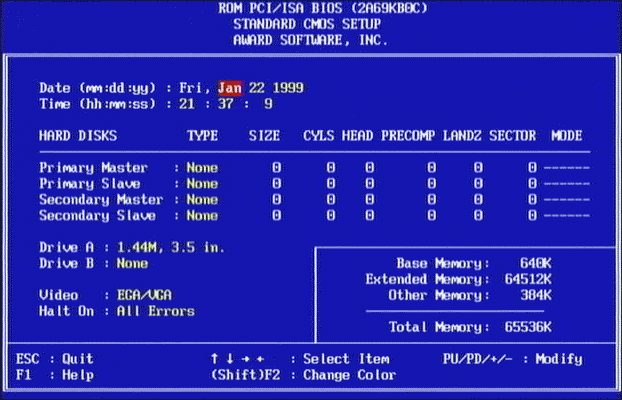 ROM PCI/ISA BIOS (2A69KB0C)
STANDARD CMOS SETUP
AWARD SOFTWARE, INC.
Date (mm:dd:yy) : Fri, Jan 22 1999
Time (hh:mm:ss) : 21 : 37 : 9
HARD DISKS TYPE SIZE CYLS HEAD PRECOMP LANDZ SECTOR MODE
Primary Master : None 0 0 0 0 0 0 ------
Primary Slave : None 0 0 0 0 0 0 ------
Secondary Master : None 0 0 0 0 0 0 ------
Secondary Slave : None 0 0 0 0 0 0 ------
Drive A : 1.44M, 3.5 in.
Drive B : None
Video : EGA/VGA
Halt On : All Errors
Base Memory: 640K
Extended Memory: 64512K
Other Memory: 384K
Total Memory: 65536K
ESC : Quit ↑ ↓ → ← : Select Item PU/PD/+/- : Modify
F1 : Help (Shift)F2 : Change Color